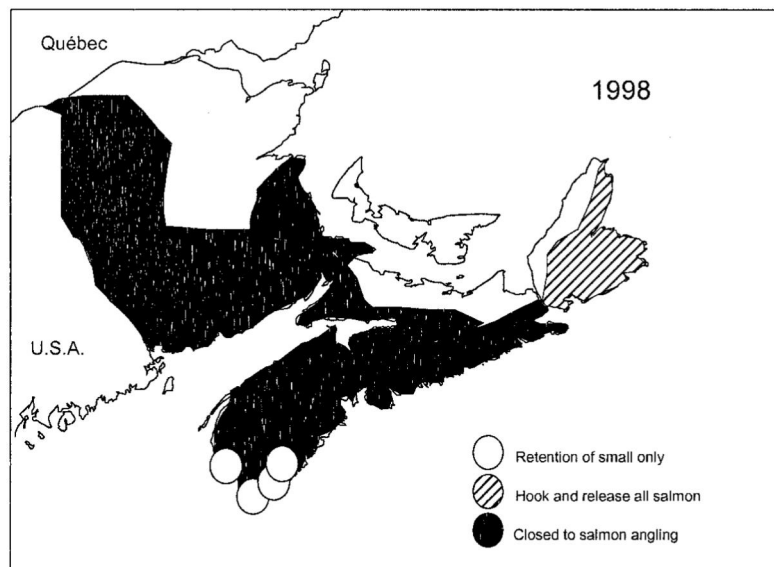 Québec
1998
U.S.A.
Retention of small only
Hook and release all salmon
Closed to salmon angling